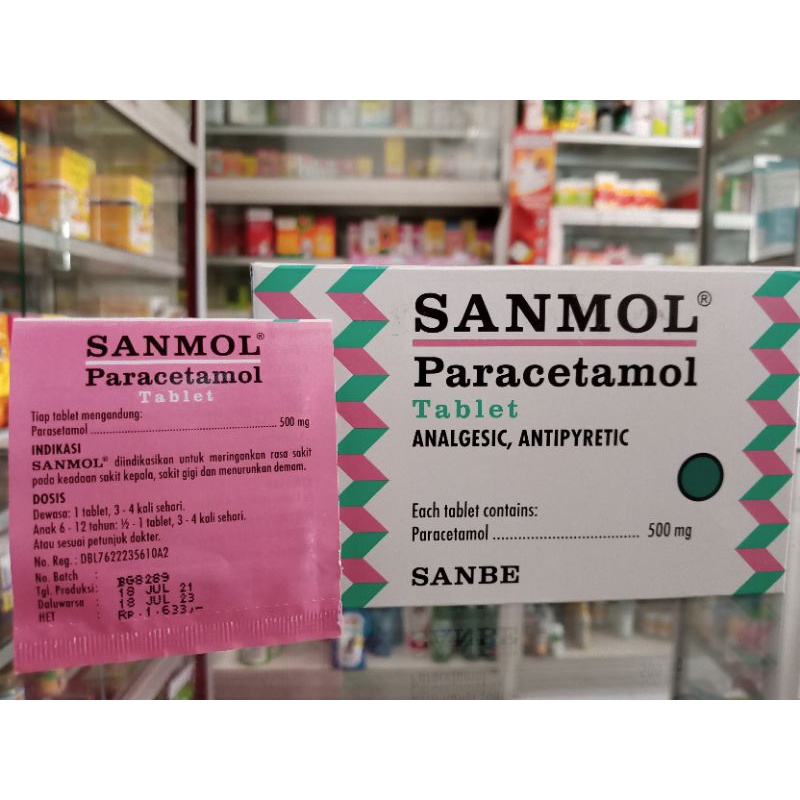 SANMOL®
Paracetamol
Tablet
Tiap tablet mengandung:
Parasetamol ........................................................ 500 mg
INDIKASI
SANMOL® diindikasikan untuk meringankan rasa sakit
pada keadaan sakit kepala, sakit gigi dan menurunkan demam.
DOSIS
Dewasa: 1 tablet, 3 - 4 kali sehari.
Anak 6 - 12 tahun: ½ - 1 tablet, 3 - 4 kali sehari.
Atau sesuai petunjuk dokter.
No. Reg. : DBL7622235610A2
No. Batch : BG8289
Tgl. Produksi: 18 JUL 21
Daluwarsa : 18 JUL 23
HET : RP.1.633,-
SANMOL®
Paracetamol
Tablet
ANALGESIC, ANTIPYRETIC
Each tablet contains:
Paracetamol ................................ 500 mg
SANBE